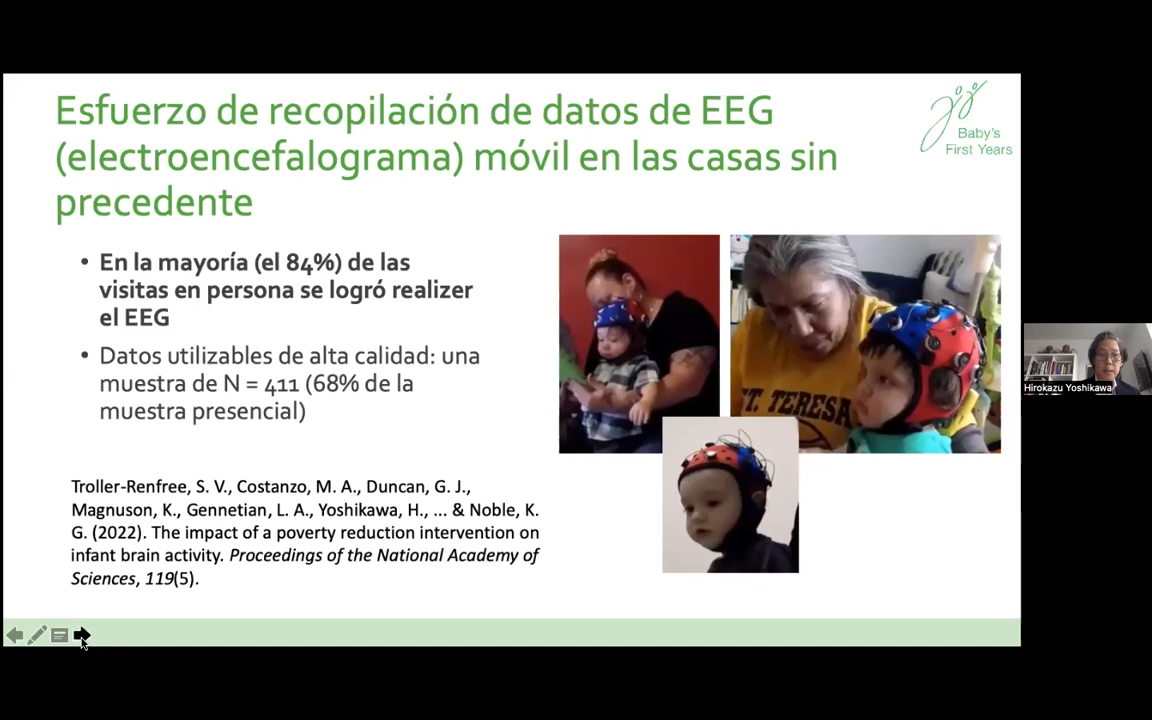 Esfuerzo de recopilación de datos de EEG
(electroencefalograma) móvil en las casas sin
precedente
Baby's
First Years
• En la mayoría (el 84%) de las
visitas en persona se logró realizer
el EEG
• Datos utilizables de alta calidad: una
muestra de N = 411 (68% de la
muestra presencial)
ST. TERESA
Troller-Renfree, S. V., Costanzo, M. A., Duncan, G. J.,
Magnuson, K., Gennetian, L. A., Yoshikawa, H., ... & Noble, K.
G. (2022). The impact of a poverty reduction intervention on
infant brain activity. Proceedings of the National Academy of
Sciences, 119(5).
Hirokazu Yoshikawa